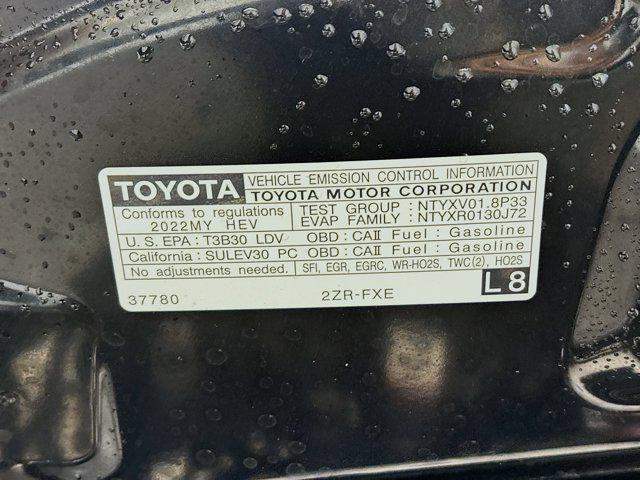 TOYOTA
VEHICLE EMISSION CONTROL INFORMATION
TOYOTA MOTOR CORPORATION
Conforms to regulations
2022MY HEV
TEST GROUP : NTYXV01.8P33
EVAP FAMILY : NTYXR0130J72
U.S. EPA : T3B30 LDV OBD : CAII Fuel : Gasoline
California : SULEV30 PC OBD : CAII Fuel : Gasoline
No adjustments needed. SFI, EGR, EGRC, WR-HO2S, TWC(2), HO2S
37780 2ZR-FXE L 8